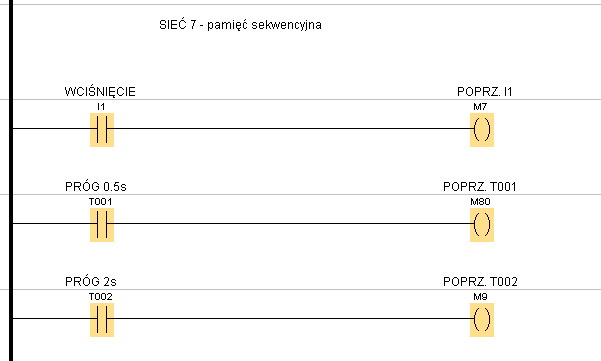 SIEĆ 7 - pamięć sekwencyjna
WCIŚNIĘCIE POPRZ. I1
I1 M7
PRÓG 0.5s POPRZ. T001
T001 M80
PRÓG 2s POPRZ. T002
T002 M9